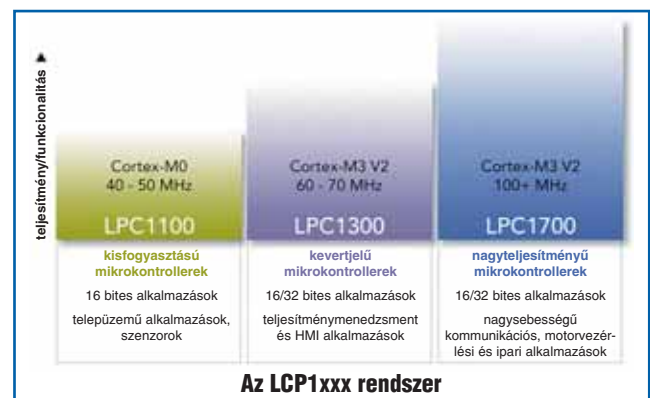 teljesítmény/funkcionalitás ▲
Cortex-M0
40 - 50 MHz
LPC1100
Cortex-M3 V2
60 - 70 MHz
LPC1300
Cortex-M3 V2
100+ MHz
LPC1700
kisfogyasztású
mikrokontrollerek
16 bites alkalmazások
telepüzemű alkalmazások,
szenzorok
kevertjelű
mikrokontrollerek
16/32 bites alkalmazások
teljesítménymenedzsment
és HMI alkalmazások
nagyteljesítményű
mikrokontrollerek
16/32 bites alkalmazások
nagysebességű
kommunikációs, motorvezér-
lési és ipari alkalmazások
Az LCP1xxx rendszer